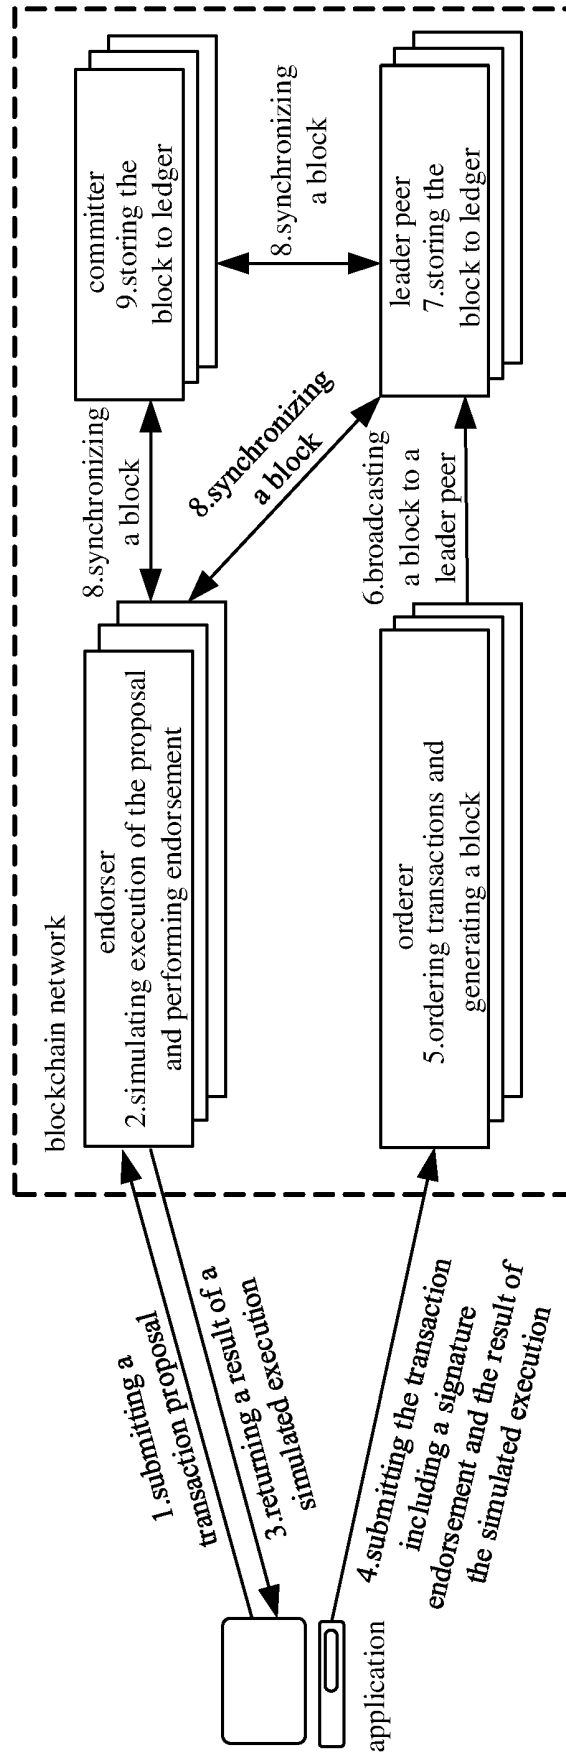 blockchain network
1.submitting a
transaction proposal
endorser
2.simulating execution of the proposal
and performing endorsement
3.returning a result of a
simulated execution
application
4.submitting the transaction
including a signature
endorsement and the result of
the simulated execution
orderer
5.ordering transactions and
generating a block
6.broadcasting
a block to a
leader peer
leader peer
7.storing the
block to ledger
8.synchronizing
a block
8.synchronizing
a block
8.synchronizing
a block
committer
9.storing the
block to ledger